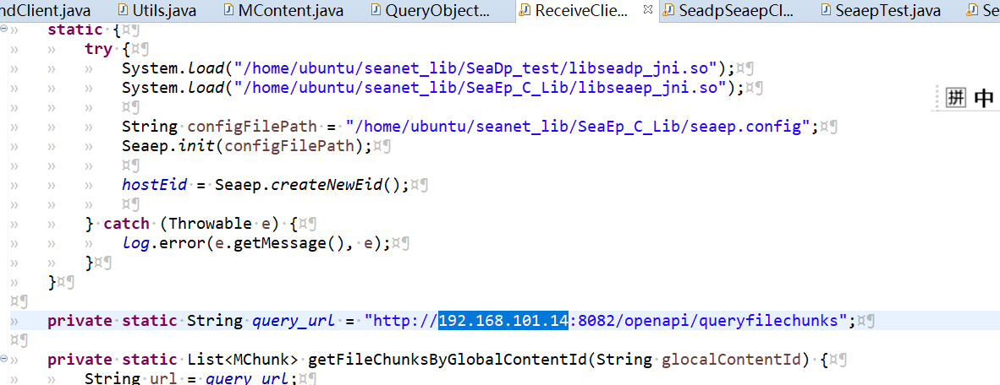 ndClient.java Utils.java MContent.java QueryObject... ReceiveClie... SeadpSeaepCl... SeaepTest.java Se
static {
try {
System.load("/home/ubuntu/seanet_lib/SeaDp_test/libseadp_jni.so");
System.load("/home/ubuntu/seanet_lib/SeaEp_C_Lib/libseaep_jni.so");
拼 中
String configFilePath = "/home/ubuntu/seanet_lib/SeaEp_C_Lib/seaep.config";
Seaep.init(configFilePath);
hostEid = Seaep.createNewEid();
} catch (Throwable e) {
log.error(e.getMessage(), e);
}
}
private static String query_url = "http://192.168.101.14:8082/openapi/queryfilechunks";
private static List<MChunk> getFileChunksByGlobalContentId(String glocalContentId) {
String url = query_url;